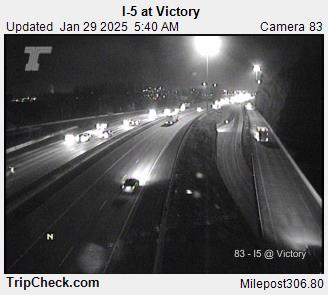 I-5 at Victory
Updated Jan 29 2025 5:40 AM Camera 83
T
N
83 - I5 @ Victory
TripCheck.com Milepost306.80